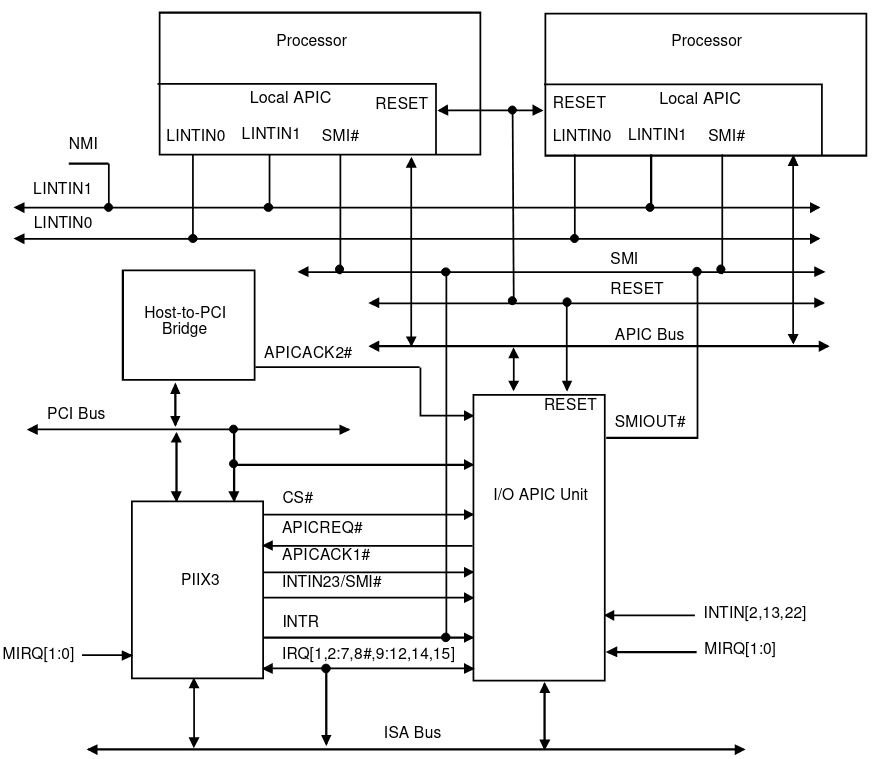 Processor
Processor
Local APIC
RESET
RESET
Local APIC
LINTIN0
LINTIN1
SMI#
LINTIN0
LINTIN1
SMI#
NMI
LINTIN1
LINTIN0
SMI
RESET
Host-to-PCI
Bridge
APIC Bus
APICACK2#
RESET
PCI Bus
SMIOUT#
CS#
I/O APIC Unit
APICREQ#
APICACK1#
PIIX3
INTIN23/SMI#
INTR
INTIN[2,13,22]
MIRQ[1:0]
IRQ[1,2:7,8#,9:12,14,15]
MIRQ[1:0]
ISA Bus